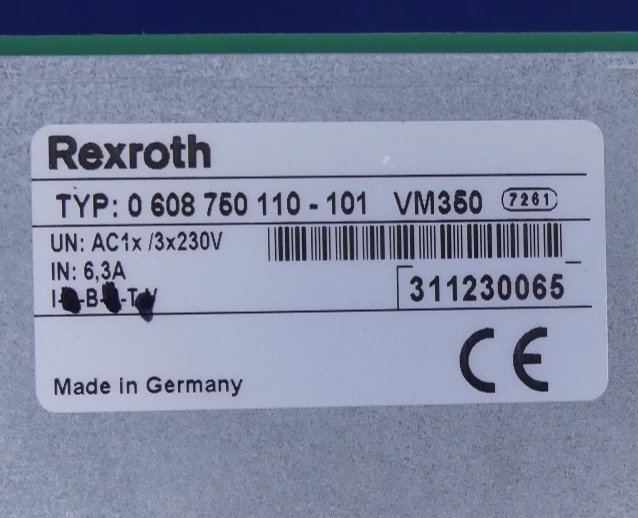 Rexroth
TYP: 0 608 750 110 - 101 VM350 7261
UN: AC1x /3x230V
IN: 6,3A
311230065
Made in Germany CE